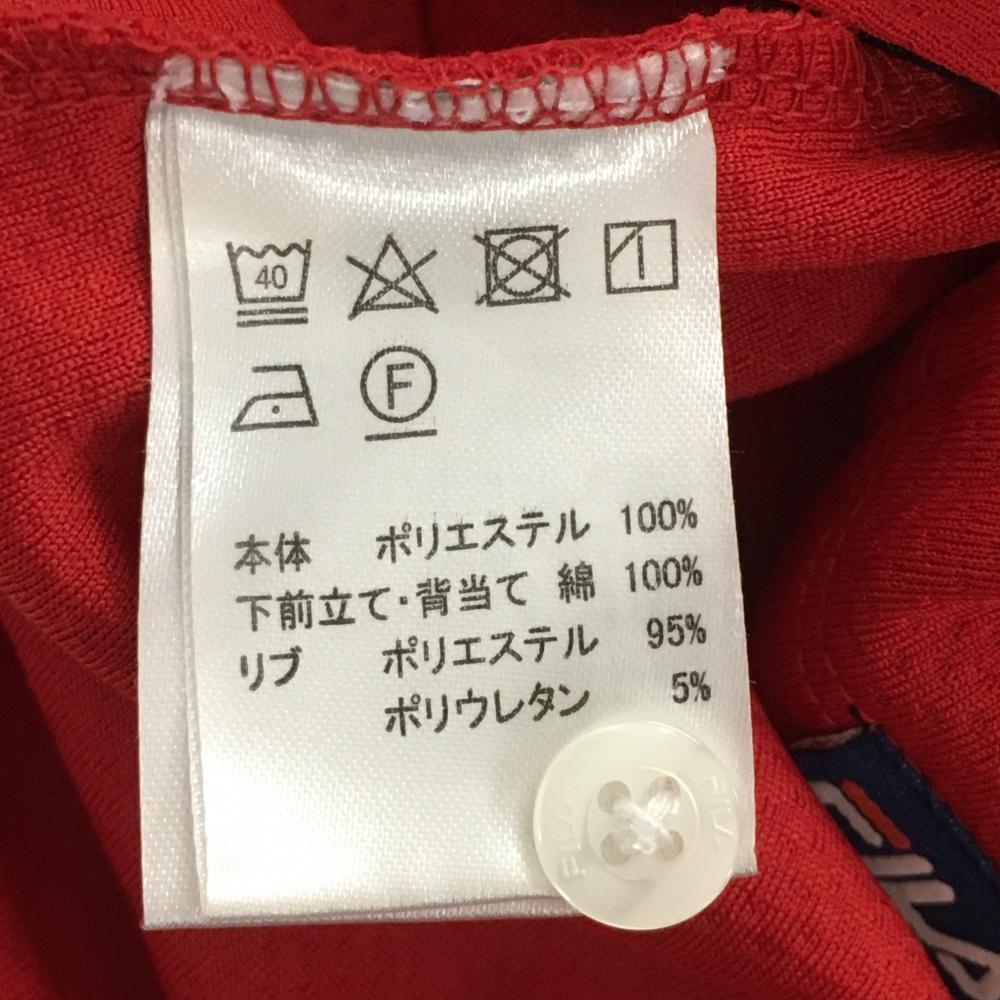 40
F
本体 ポリエステル 100%
下前立て・背当て 綿 100%
リブ ポリエステル 95%
ポリウレタン 5%
FILA
FILA
FILA